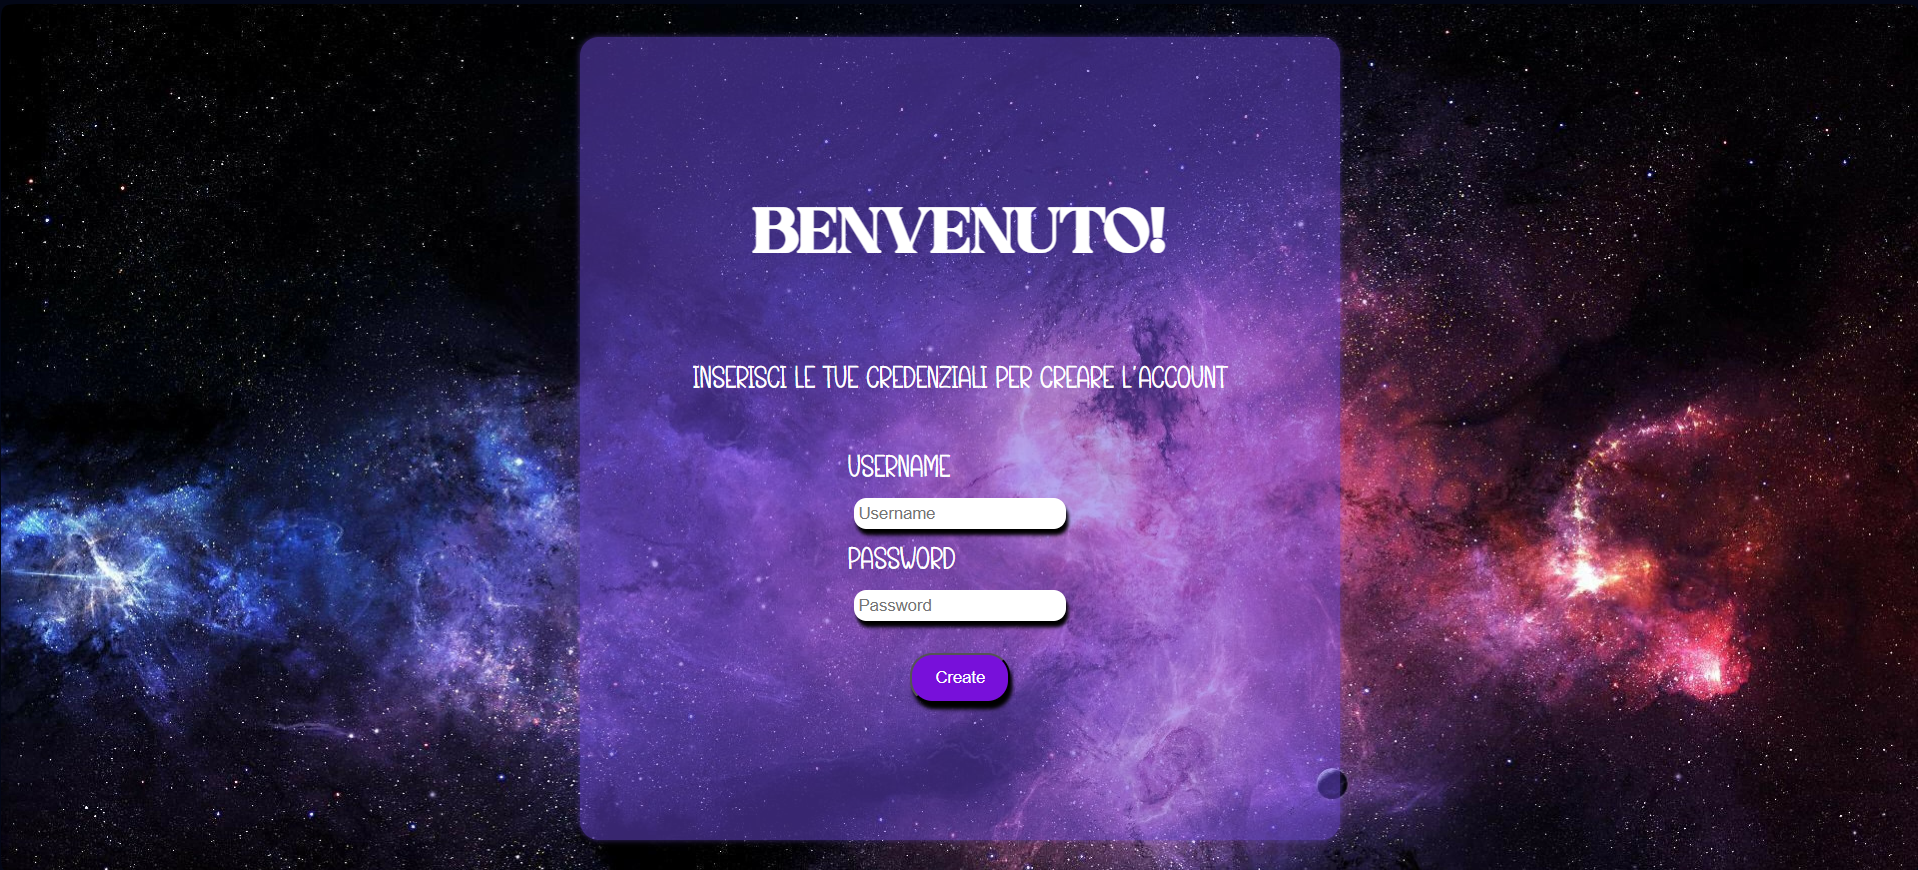 BENVENUTO!
INSERISCI LE TUE CREDENZIALI PER CREARE L'ACCOUNT
USERNAME
Username
PASSWORD
Password
Create